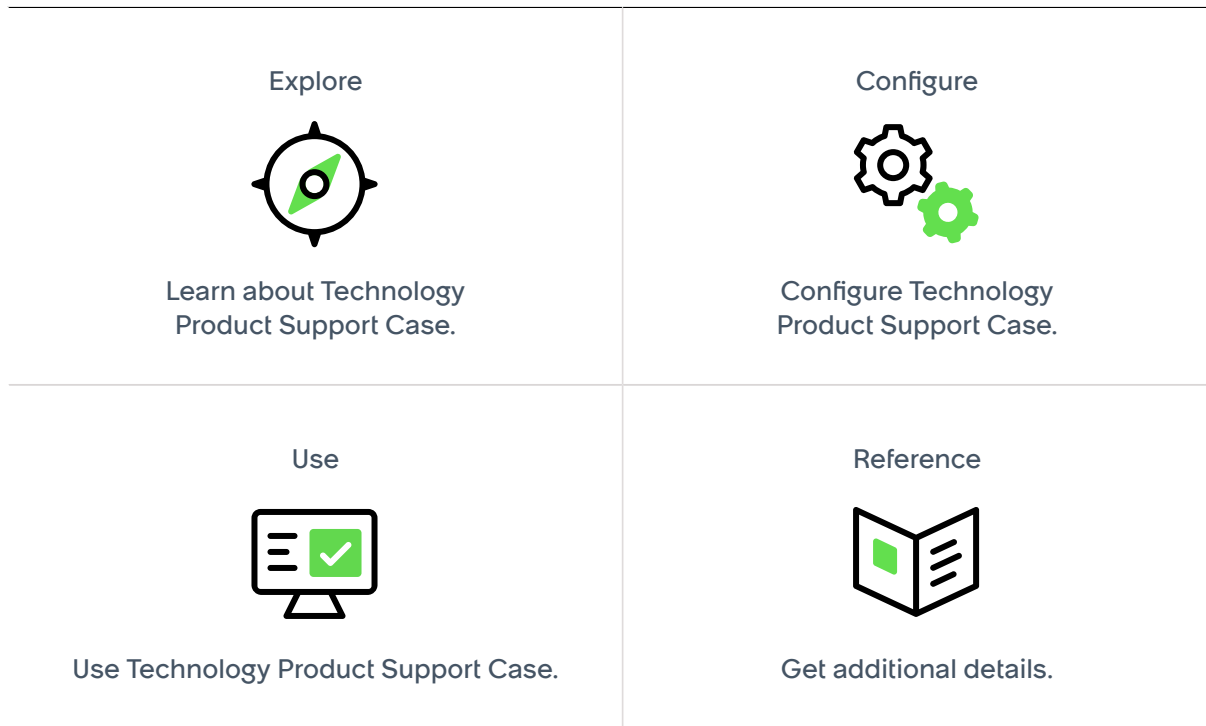 Explore
Learn about Technology
Product Support Case.
Configure
Configure Technology
Product Support Case.
Use
Use Technology Product Support Case.
Reference
Get additional details.